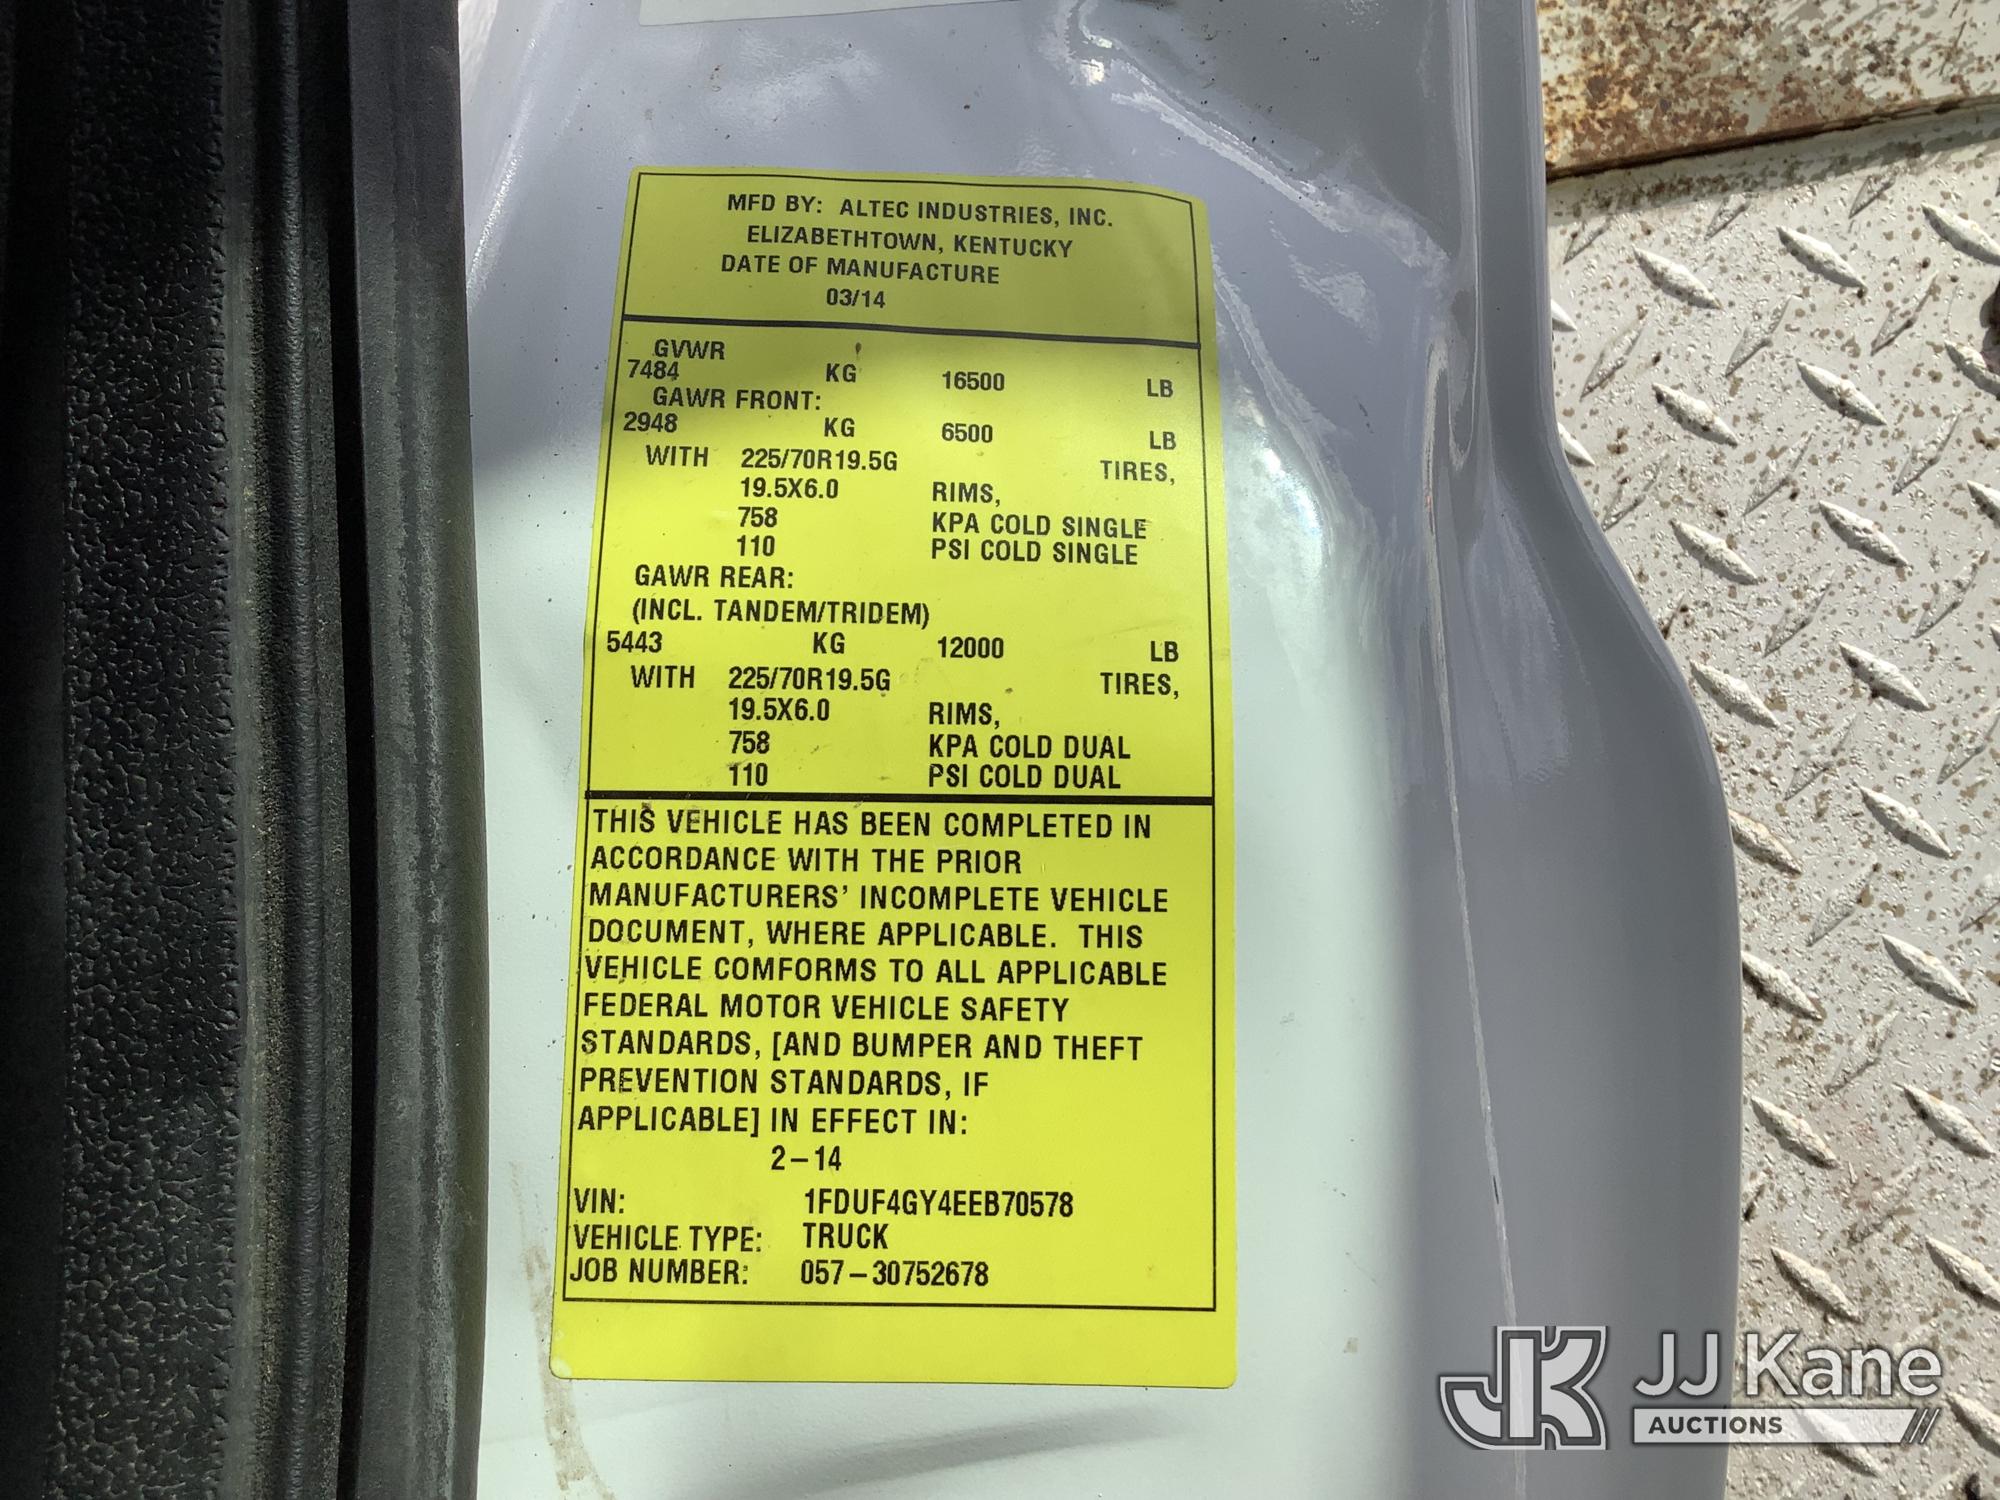 MFD BY: ALTEC INDUSTRIES, INC.
ELIZABETHTOWN, KENTUCKY
DATE OF MANUFACTURE
03/14
GVWR
7484 KG 16500 LB
GAWR FRONT:
2948 KG 6500 LB
WITH 225/70R19.5G TIRES,
19.5X6.0 RIMS,
758 KPA COLD SINGLE
110 PSI COLD SINGLE
GAWR REAR:
(INCL. TANDEM/TRIDEM)
5443 KG 12000 LB
WITH 225/70R19.5G TIRES,
19.5X6.0 RIMS,
758 KPA COLD DUAL
110 PSI COLD DUAL
THIS VEHICLE HAS BEEN COMPLETED IN
ACCORDANCE WITH THE PRIOR
MANUFACTURERS' INCOMPLETE VEHICLE
DOCUMENT, WHERE APPLICABLE. THIS
VEHICLE COMFORMS TO ALL APPLICABLE
FEDERAL MOTOR VEHICLE SAFETY
STANDARDS, [AND BUMPER AND THEFT
PREVENTION STANDARDS, IF
APPLICABLE] IN EFFECT IN:
2-14
VIN: 1FDUF4GY4EEB70578
VEHICLE TYPE: TRUCK
JOB NUMBER: 057-30752678
JK JJ Kane
AUCTIONS